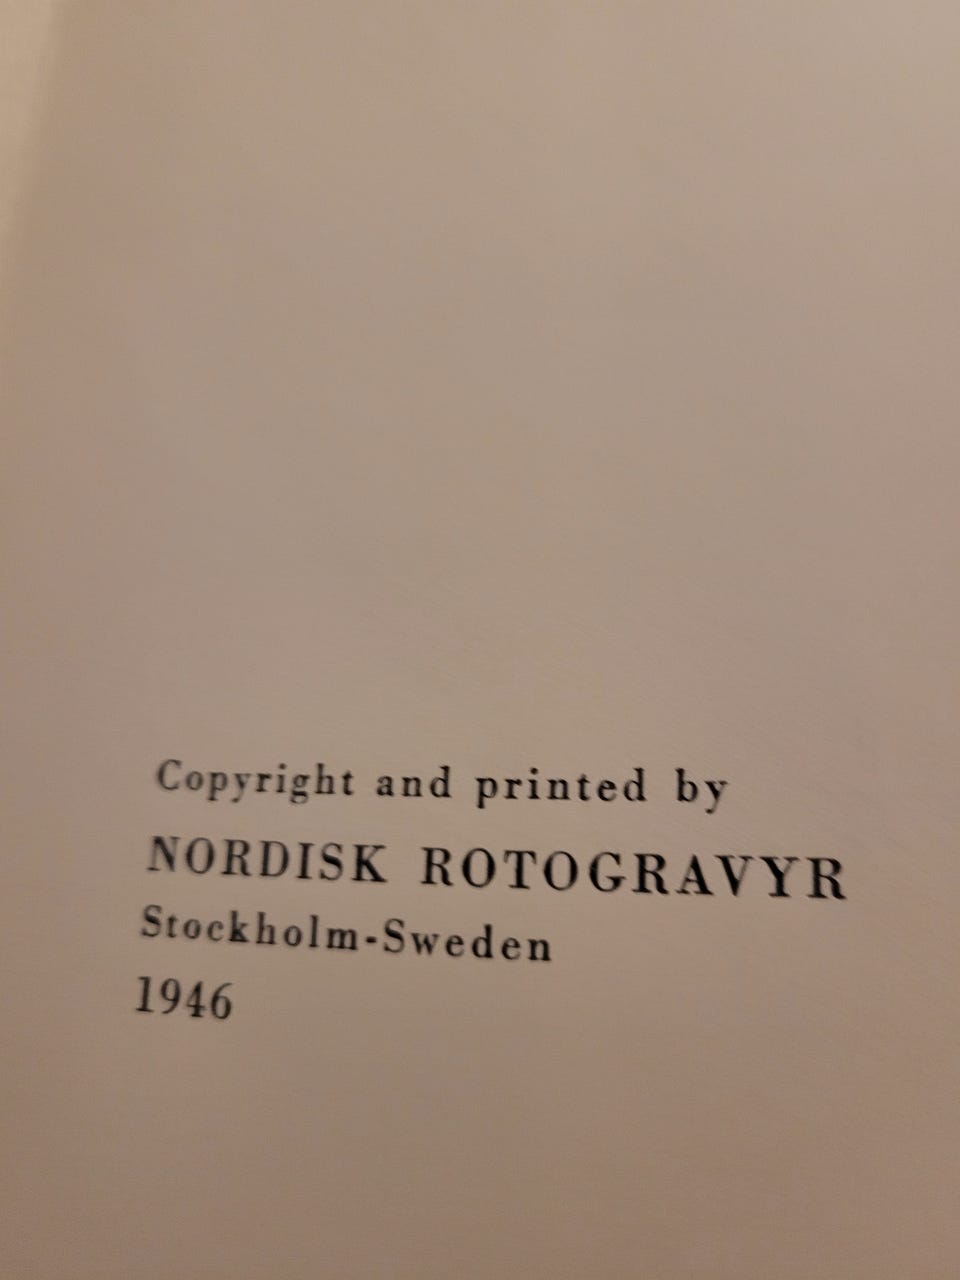 Copyright and printed by
NORDISK ROTOGRAVYR
Stockholm-Sweden
1946